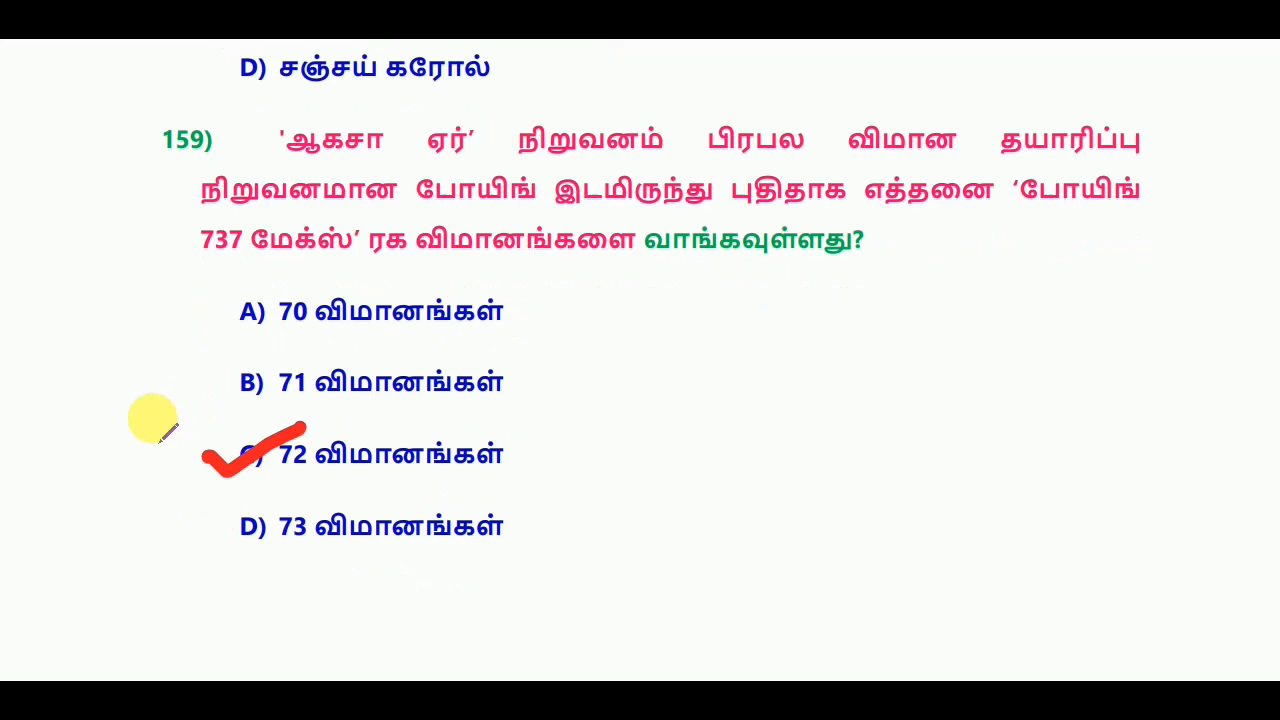 D) சஞ்சய் கரோல்
159) 'ஆகசா ஏர்’ நிறுவனம் பிரபல விமான தயாரிப்பு
நிறுவனமான போயிங் இடமிருந்து புதிதாக எத்தனை ‘போயிங்
737 மேக்ஸ்’ ரக விமானங்களை வாங்கவுள்ளது?
A) 70 விமானங்கள்
B) 71 விமானங்கள்
C) 72 விமானங்கள்
D) 73 விமானங்கள்